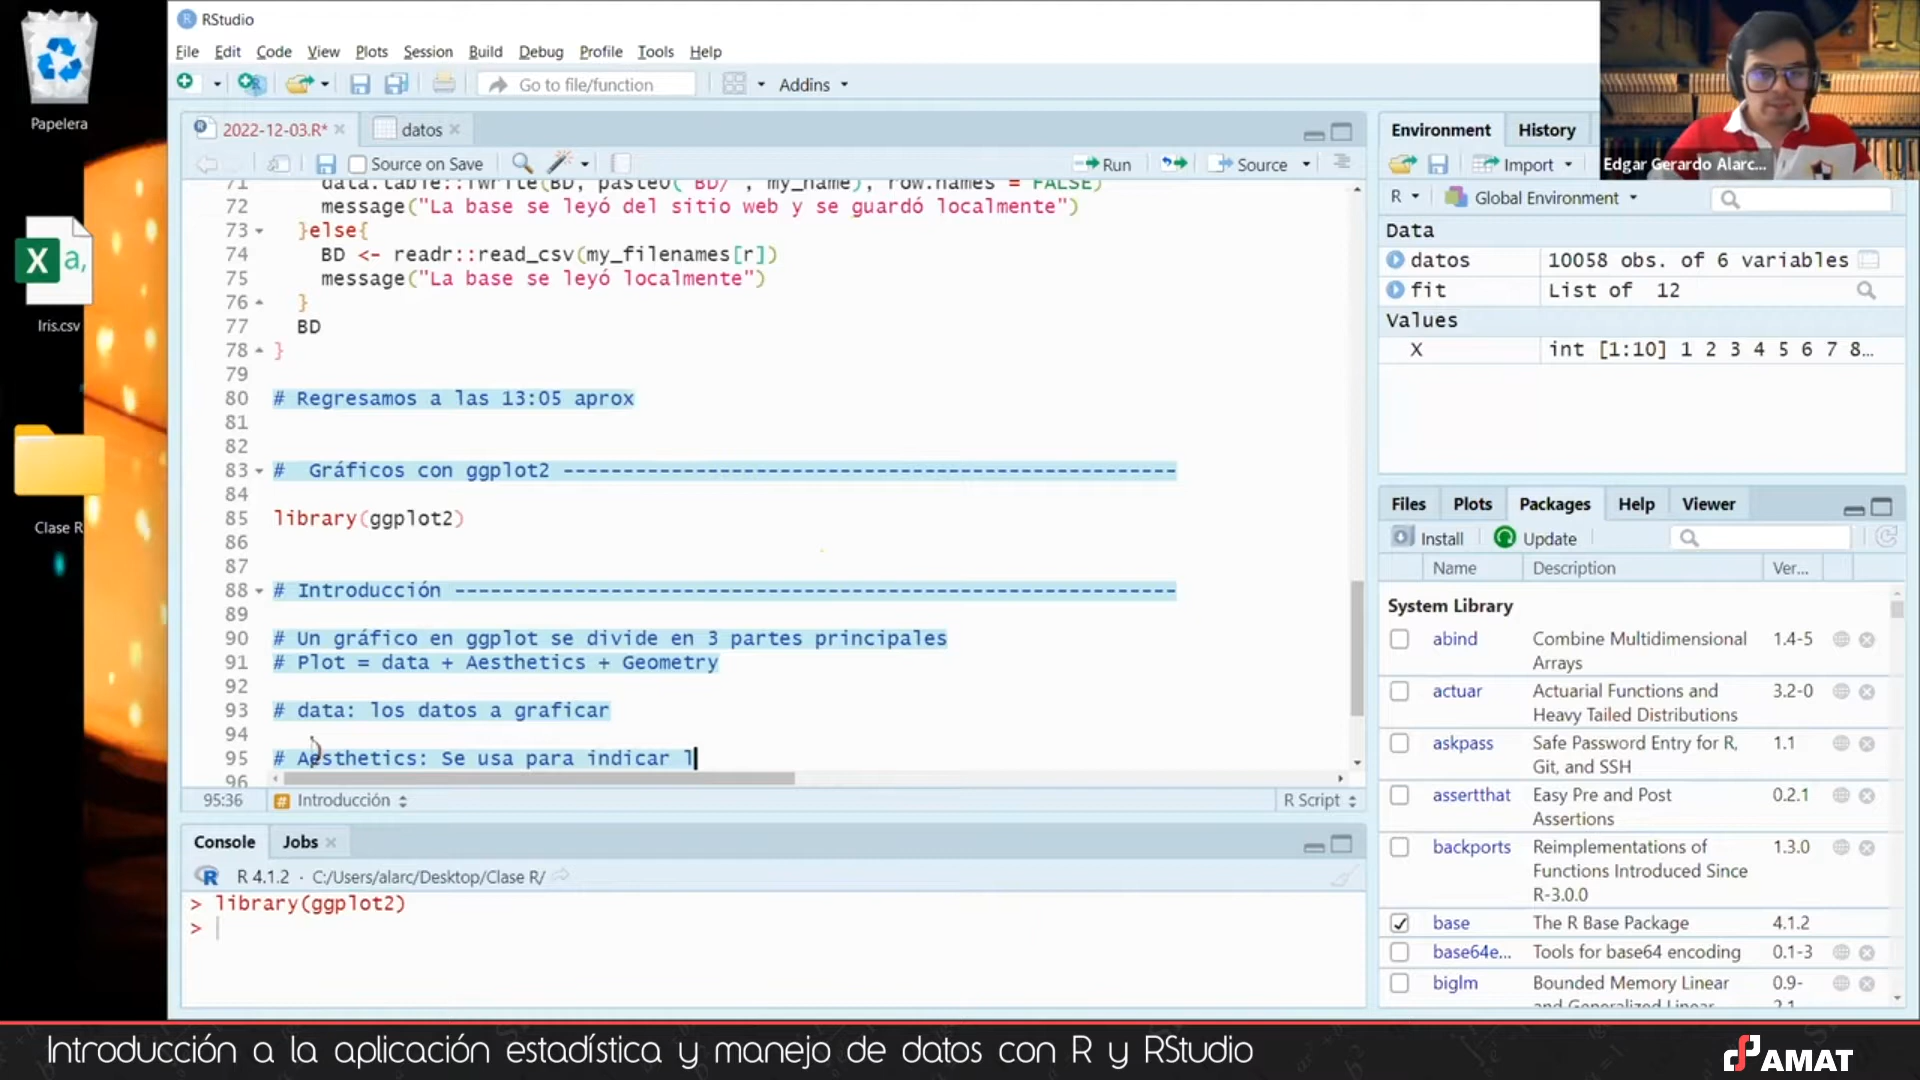 RStudio
File Edit Code View Plots Session Build Debug Profile Tools Help
Go to file/function Addins
2022-12-03.R* datos
Source on Save Run Source
72 message("La base se leyó del sitio web y se guardó localmente")
73 }else{
74 BD <- readr::read_csv(my_filenames[r])
75 message("La base se leyó localmente")
76 }
77 BD
78 }
79
80 # Regresamos a las 13:05 aprox
81
82
83 # Gráficos con ggplot2 ---------------------------------------------------
84
85 library(ggplot2)
86
87
88 # Introducción ------------------------------------------------------------
89
90 # Un gráfico en ggplot se divide en 3 partes principales
91 # Plot = data + Aesthetics + Geometry
92
93 # data: los datos a graficar
94
95 # Aesthetics: Se usa para indicar l
96
95:36 Introducción R Script
Console Jobs
R 4.1.2 · C:/Users/alarc/Desktop/Clase R/
> library(ggplot2)
>
Environment History
Import
R Global Environment
Data
datos 10058 obs. of 6 variables
fit List of 12
Values
X int [1:10] 1 2 3 4 5 6 7 8...
Files Plots Packages Help Viewer
Install Update
Name Description Ver...
System Library
abind Combine Multidimensional Arrays 1.4-5
actuar Actuarial Functions and Heavy Tailed Distributions 3.2-0
askpass Safe Password Entry for R, Git, and SSH 1.1
assertthat Easy Pre and Post Assertions 0.2.1
backports Reimplementations of Functions Introduced Since R-3.0.0 1.3.0
base The R Base Package 4.1.2
base64e... Tools for base64 encoding 0.1-3
biglm Bounded Memory Linear and Generalized Linear 0.9-2.1
Papelera
Iris.csv
Clase R
Edgar Gerardo Alarc...
Introducción a la aplicación estadística y manejo de datos con R y RStudio
AMAT